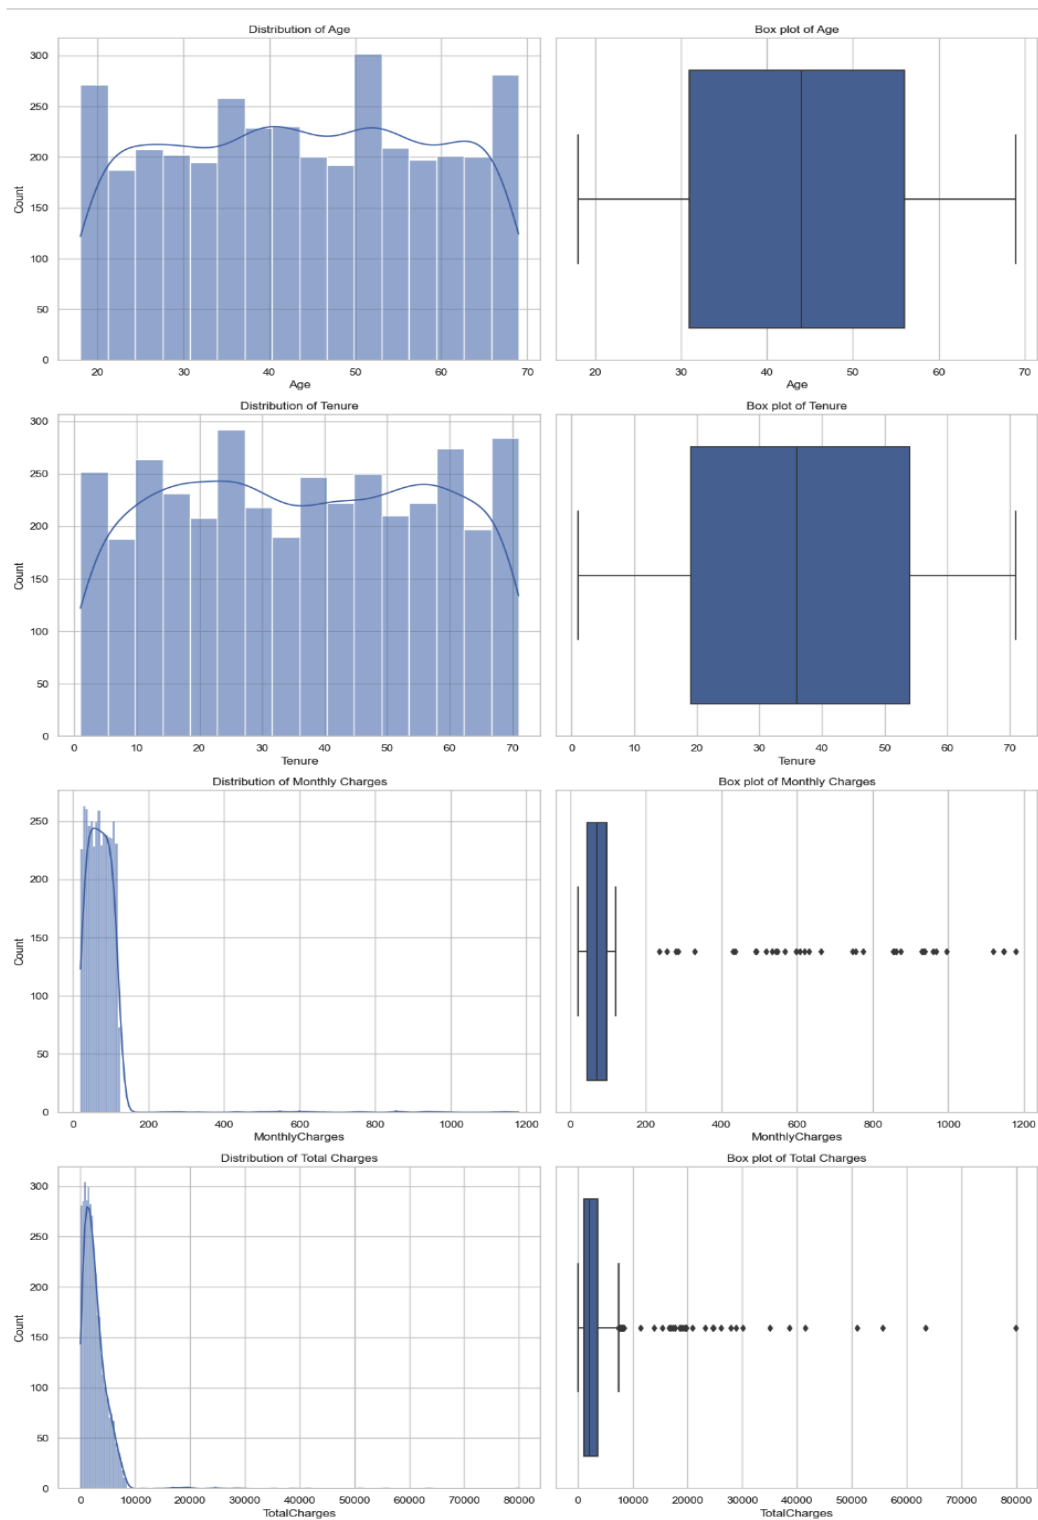 Distribution of Age
Box plot of Age
300
250
200
150
100
50
0
Count
20 30 40 50 60 70
Age
20 30 40 50 60 70
Age
Distribution of Tenure
Box plot of Tenure
300
250
200
150
100
50
0
Count
0 10 20 30 40 50 60 70
Tenure
0 10 20 30 40 50 60 70
Tenure
Distribution of Monthly Charges
Box plot of Monthly Charges
250
200
150
100
50
0
Count
0 200 400 600 800 1000 1200
MonthlyCharges
0 200 400 600 800 1000 1200
MonthlyCharges
Distribution of Total Charges
Box plot of Total Charges
300
250
200
150
100
50
0
Count
0 10000 20000 30000 40000 50000 60000 70000 80000
TotalCharges
0 10000 20000 30000 40000 50000 60000 70000 80000
TotalCharges